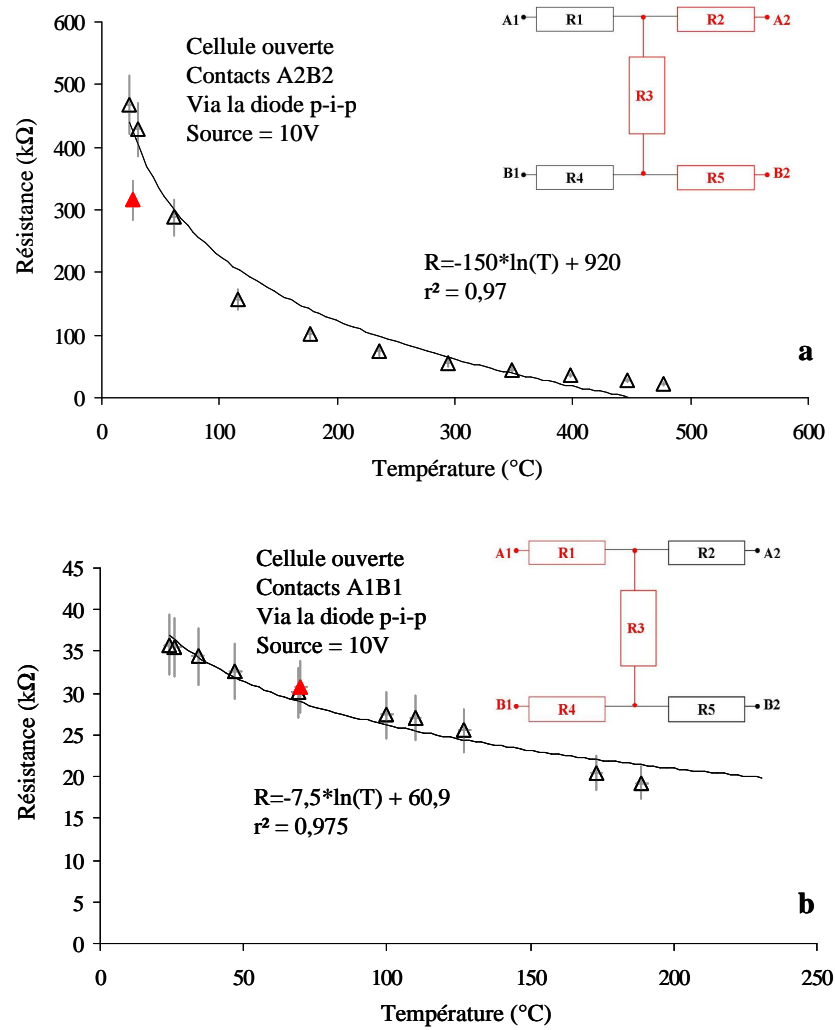 600
500
400
300
200
100
0
0 100 200 300 400 500 600
Résistance (kΩ)
Température (°C)
Cellule ouverte
Contacts A2B2
Via la diode p-i-p
Source = 10V
A1 R1 R2 A2
R3
B1 R4 R5 B2
R=-150*ln(T) + 920
r² = 0,97
a
45
40
35
30
25
20
15
10
5
0
0 50 100 150 200 250
Résistance (kΩ)
Température (°C)
Cellule ouverte
Contacts A1B1
Via la diode p-i-p
Source = 10V
A1 R1 R2 A2
R3
B1 R4 R5 B2
R=-7,5*ln(T) + 60,9
r² = 0,975
b